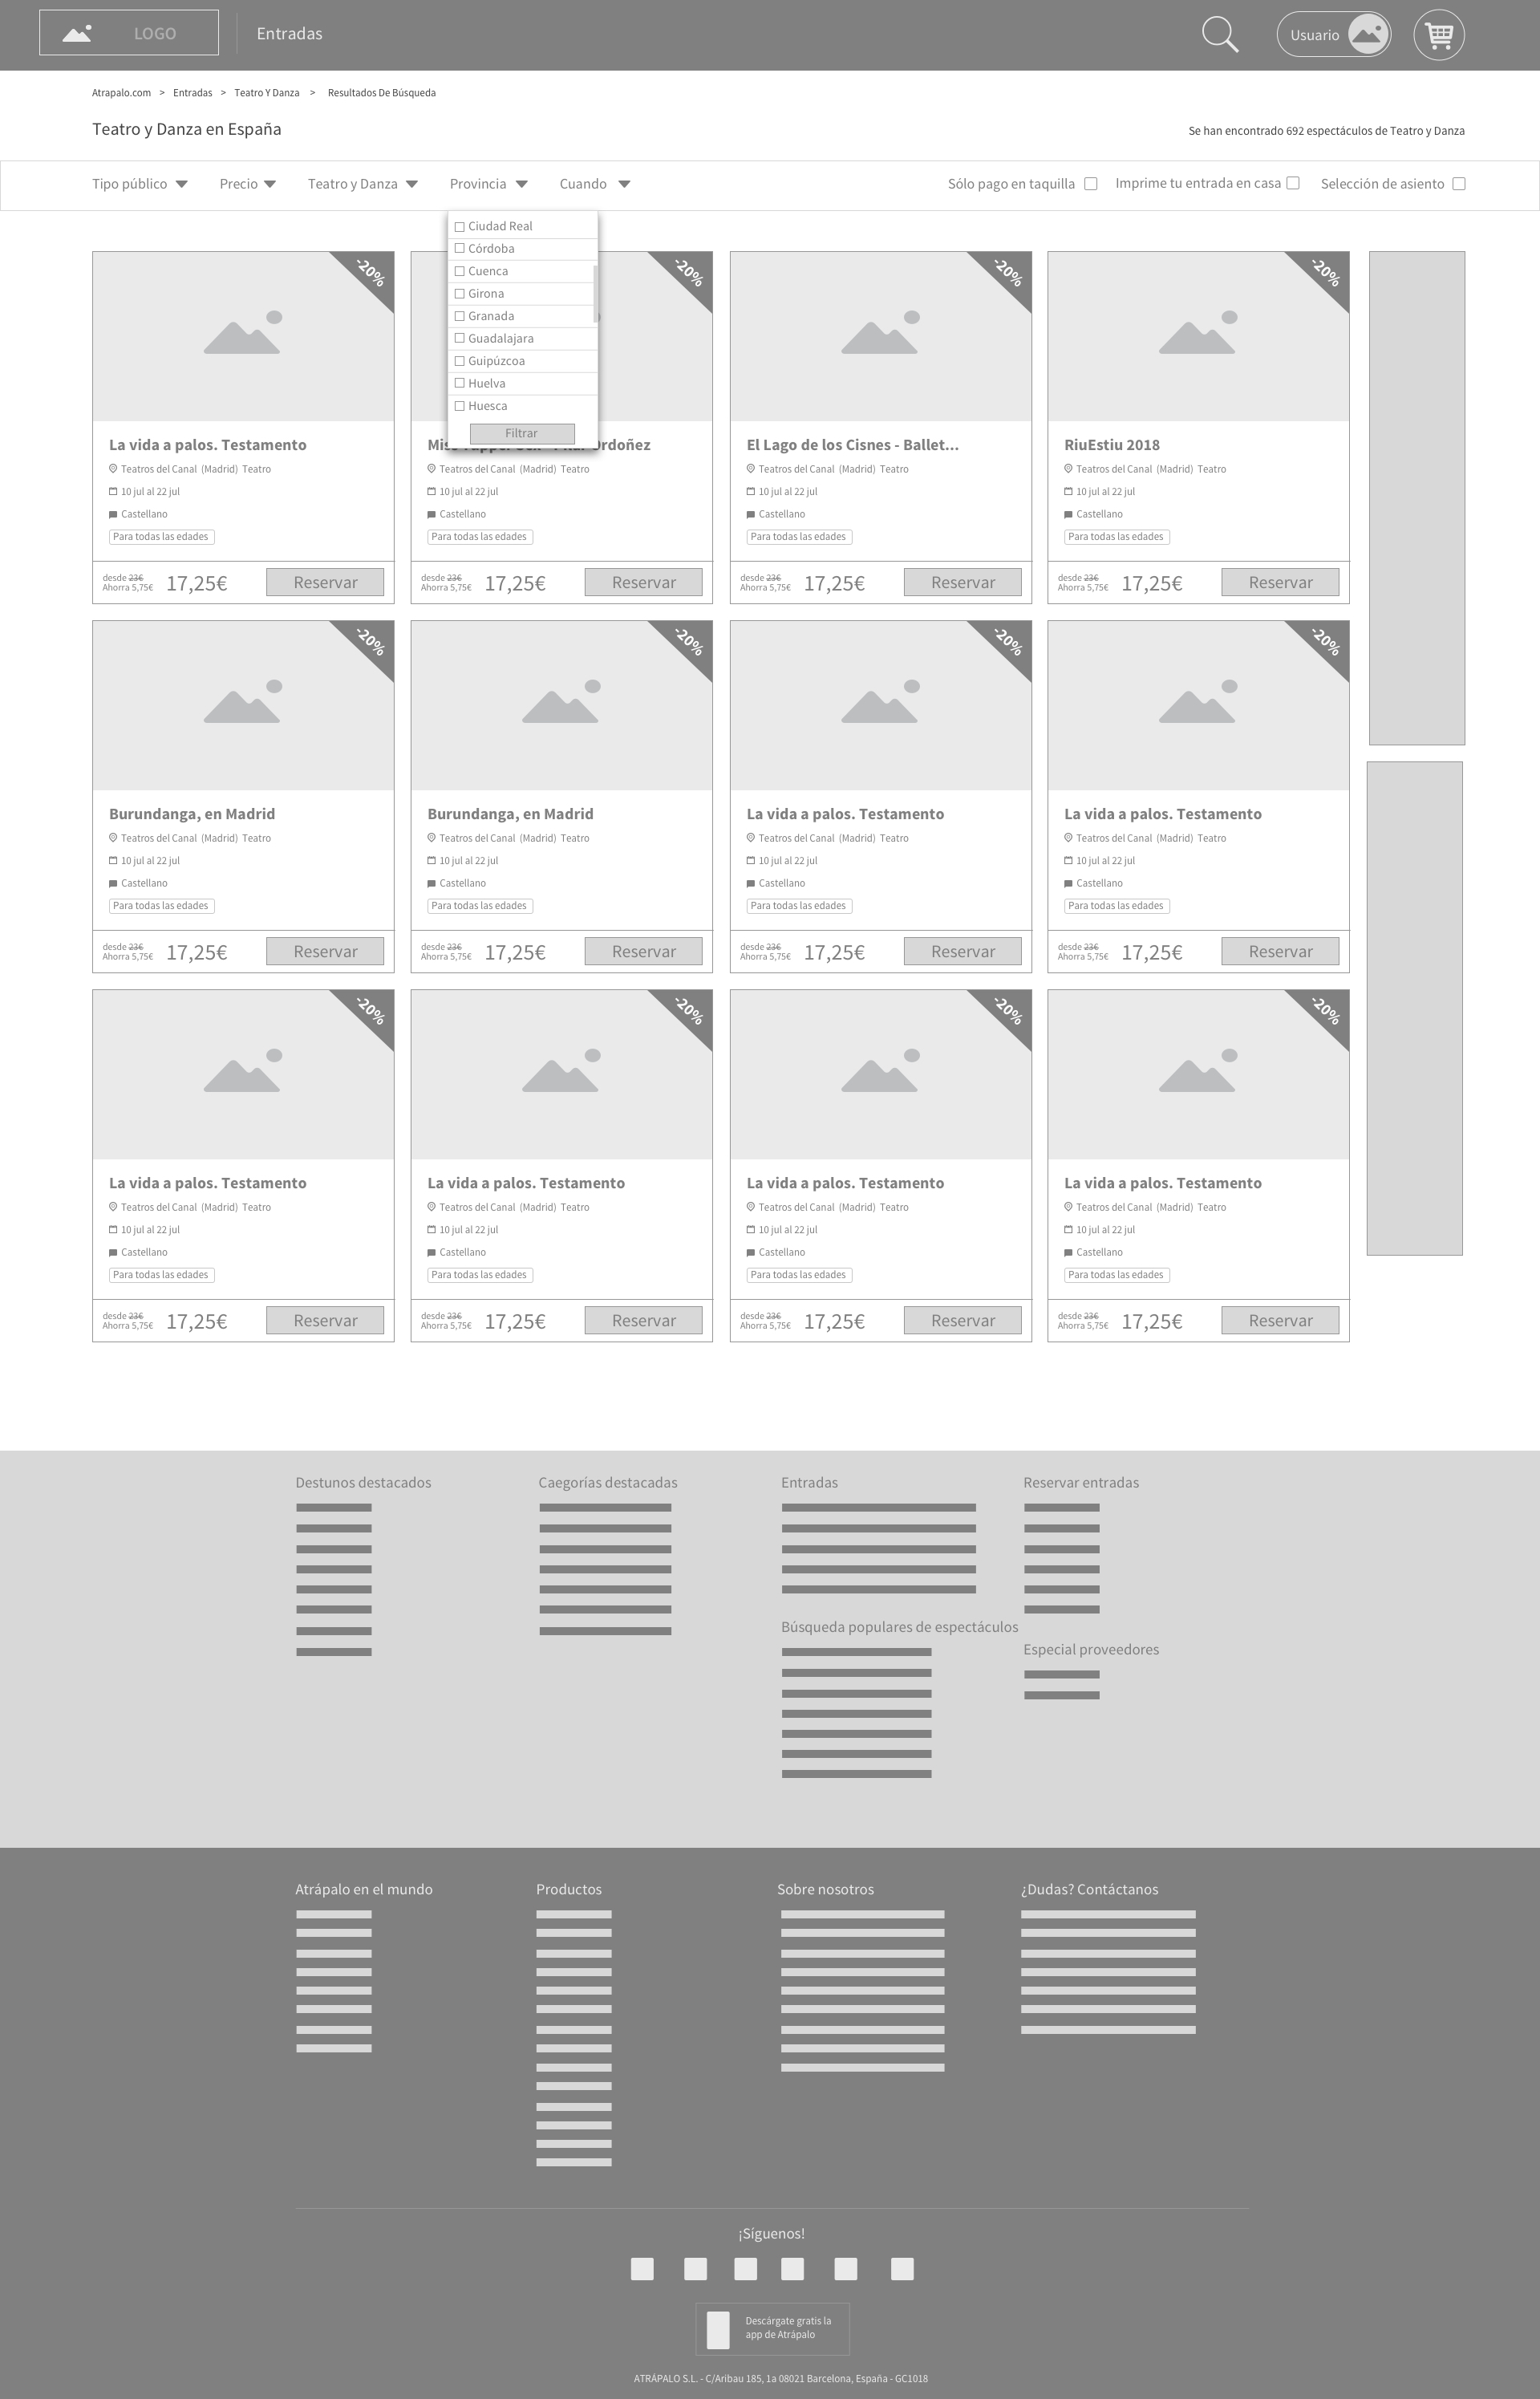 LOGO
Entradas
Usuario
Atrapalo.com > Entradas > Teatro Y Danza > Resultados De Búsqueda
Teatro y Danza en España
Se han encontrado 692 espectáculos de Teatro y Danza
Tipo público
Precio
Teatro y Danza
Provincia
Cuando
Sólo pago en taquilla
Imprime tu entrada en casa
Selección de asiento
Ciudad Real
Córdoba
Cuenca
Girona
Granada
Guadalajara
Guipúzcoa
Huelva
Huesca
Filtrar
-20%
La vida a palos. Testamento
Teatros del Canal (Madrid) Teatro
10 jul al 22 jul
Castellano
Para todas las edades
desde 23€
Ahorra 5,75€
17,25€
Reservar
-20%
Ordoñez
Teatros del Canal (Madrid) Teatro
10 jul al 22 jul
Castellano
Para todas las edades
desde 23€
Ahorra 5,75€
17,25€
Reservar
-20%
El Lago de los Cisnes - Ballet...
Teatros del Canal (Madrid) Teatro
10 jul al 22 jul
Castellano
Para todas las edades
desde 23€
Ahorra 5,75€
17,25€
Reservar
-20%
RiuEstiu 2018
Teatros del Canal (Madrid) Teatro
10 jul al 22 jul
Castellano
Para todas las edades
desde 23€
Ahorra 5,75€
17,25€
Reservar
-20%
Burundanga, en Madrid
Teatros del Canal (Madrid) Teatro
10 jul al 22 jul
Castellano
Para todas las edades
desde 23€
Ahorra 5,75€
17,25€
Reservar
-20%
Burundanga, en Madrid
Teatros del Canal (Madrid) Teatro
10 jul al 22 jul
Castellano
Para todas las edades
desde 23€
Ahorra 5,75€
17,25€
Reservar
-20%
La vida a palos. Testamento
Teatros del Canal (Madrid) Teatro
10 jul al 22 jul
Castellano
Para todas las edades
desde 23€
Ahorra 5,75€
17,25€
Reservar
-20%
La vida a palos. Testamento
Teatros del Canal (Madrid) Teatro
10 jul al 22 jul
Castellano
Para todas las edades
desde 23€
Ahorra 5,75€
17,25€
Reservar
-20%
La vida a palos. Testamento
Teatros del Canal (Madrid) Teatro
10 jul al 22 jul
Castellano
Para todas las edades
desde 23€
Ahorra 5,75€
17,25€
Reservar
-20%
La vida a palos. Testamento
Teatros del Canal (Madrid) Teatro
10 jul al 22 jul
Castellano
Para todas las edades
desde 23€
Ahorra 5,75€
17,25€
Reservar
-20%
La vida a palos. Testamento
Teatros del Canal (Madrid) Teatro
10 jul al 22 jul
Castellano
Para todas las edades
desde 23€
Ahorra 5,75€
17,25€
Reservar
-20%
La vida a palos. Testamento
Teatros del Canal (Madrid) Teatro
10 jul al 22 jul
Castellano
Para todas las edades
desde 23€
Ahorra 5,75€
17,25€
Reservar
Destunos destacados
Caegorías destacadas
Entradas
Búsqueda populares de espectáculos
Reservar entradas
Especial proveedores
Atrápalo en el mundo
Productos
Sobre nosotros
¿Dudas? Contáctanos
¡Síguenos!
Descárgate gratis la
app de Atrápalo
ATRÁPALO S.L. - C/Aribau 185, 1a 08021 Barcelona, España - GC1018